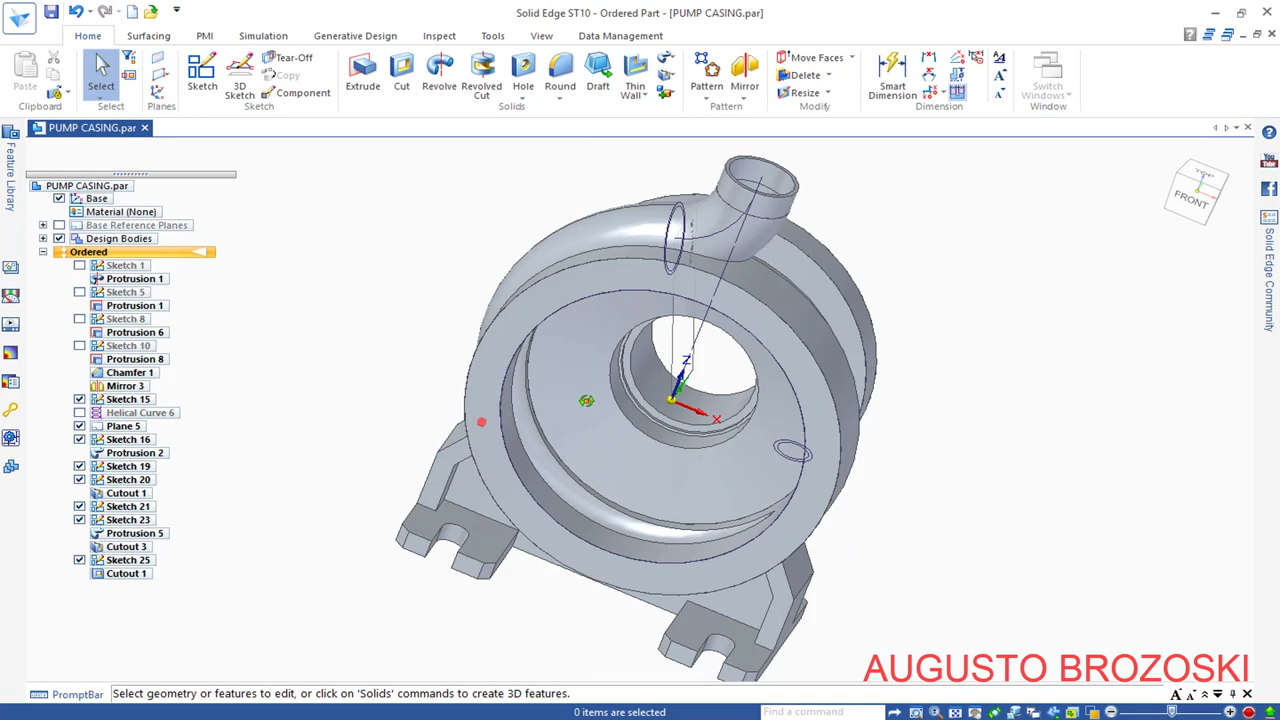 Solid Edge ST10 - Ordered Part - [PUMP CASING.par]
Home Surfacing PMI Simulation Generative Design Inspect Tools View Data Management
Paste
Clipboard
Select
Select
Planes
Sketch
3D Sketch
Tear-Off
Copy
Component
Sketch
Extrude Cut Revolve Revolved Cut Hole Round Draft Thin Wall
Solids
Pattern Mirror
Pattern
Move Faces
Delete
Resize
Modify
Smart Dimension
Dimension
Switch Windows
Window
PUMP CASING.par
Feature Library
PUMP CASING.par
Base
Material (None)
Base Reference Planes
Design Bodies
Ordered
Sketch 1
Protrusion 1
Sketch 5
Protrusion 1
Sketch 8
Protrusion 6
Sketch 10
Protrusion 8
Chamfer 1
Mirror 3
Sketch 15
Helical Curve 6
Plane 5
Sketch 16
Protrusion 2
Sketch 19
Sketch 20
Cutout 1
Sketch 21
Sketch 23
Protrusion 5
Cutout 3
Sketch 25
Cutout 1
Z
X
TOP
FRONT
You Tube
Solid Edge Community
AUGUSTO BROZOSKI
PromptBar
Select geometry or features to edit, or click on 'Solids' commands to create 3D features.
0 items are selected
Find a command